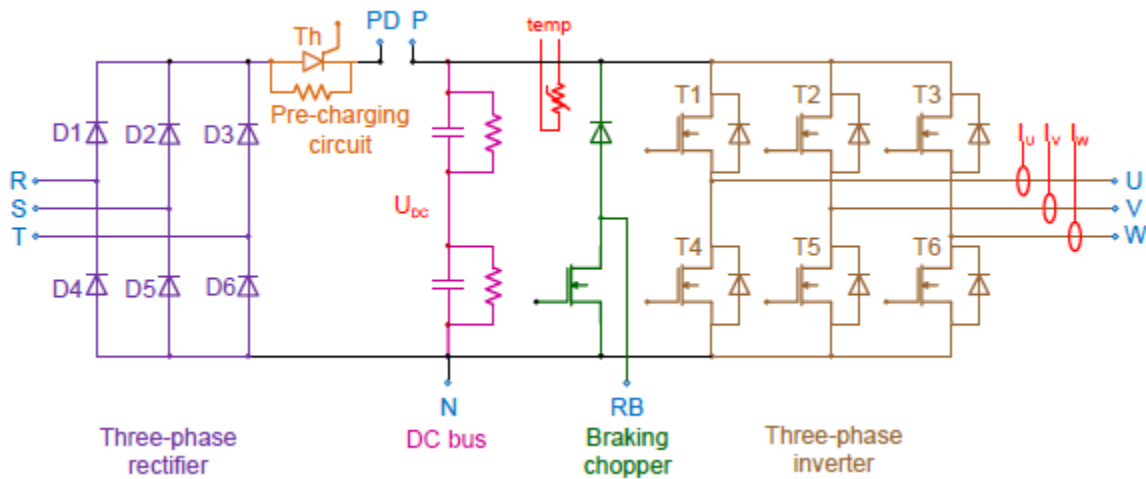 PD P
Th
temp
Pre-charging
circuit
D1
D2
D3
T1
T2
T3
Iu
Iv
Iw
R
S
T
UDC
U
V
W
D4
D5
D6
T4
T5
T6
N
RB
Three-phase
rectifier
DC bus
Braking
chopper
Three-phase
inverter